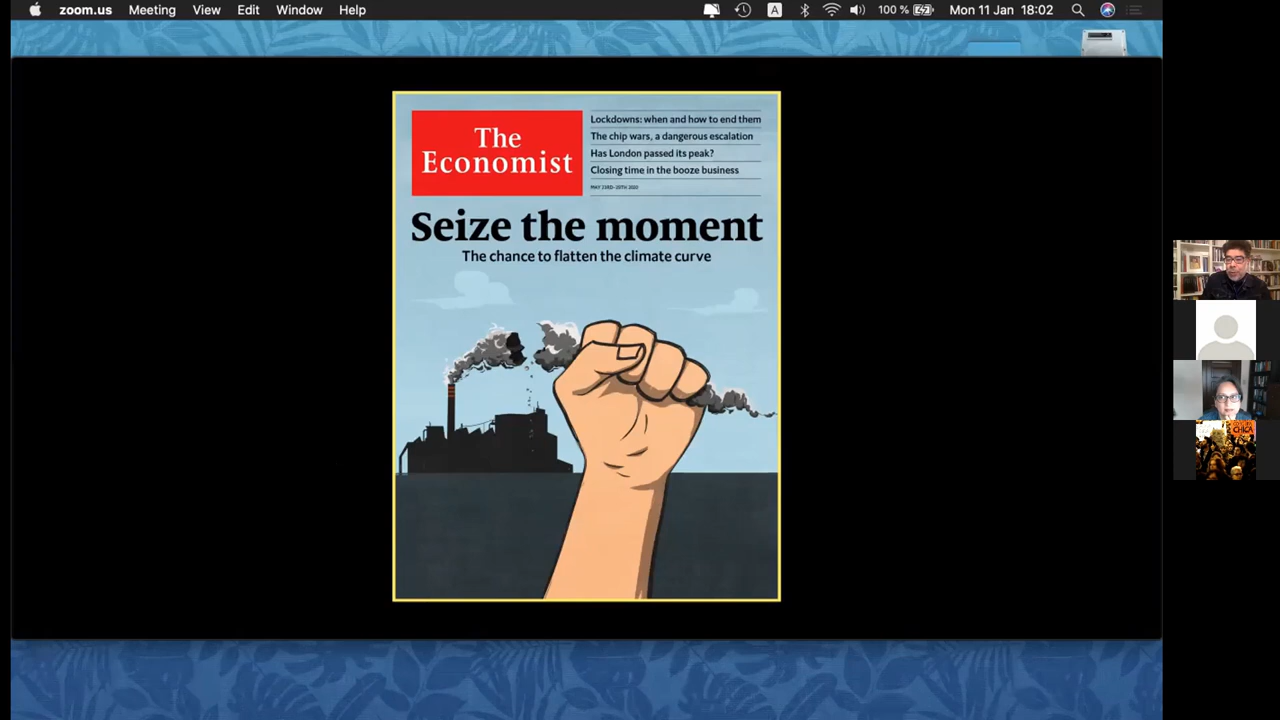 zoom.us Meeting View Edit Window Help
A
100 %
Mon 11 Jan 18:02
The
Economist
Lockdowns: when and how to end them
The chip wars, a dangerous escalation
Has London passed its peak?
Closing time in the booze business
Seize the moment
The chance to flatten the climate curve
CHICA